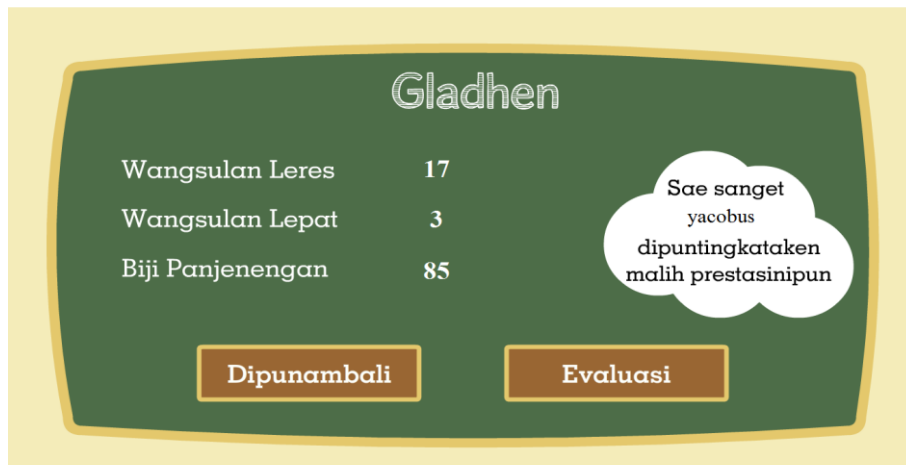 Gladhen
Wangsulan Leres 17
Wangsulan Lepat 3
Biji Panjenengan 85
Sae sanget
yacobus
dipuntingkataken
malih prestasinipun
Dipunambali
Evaluasi